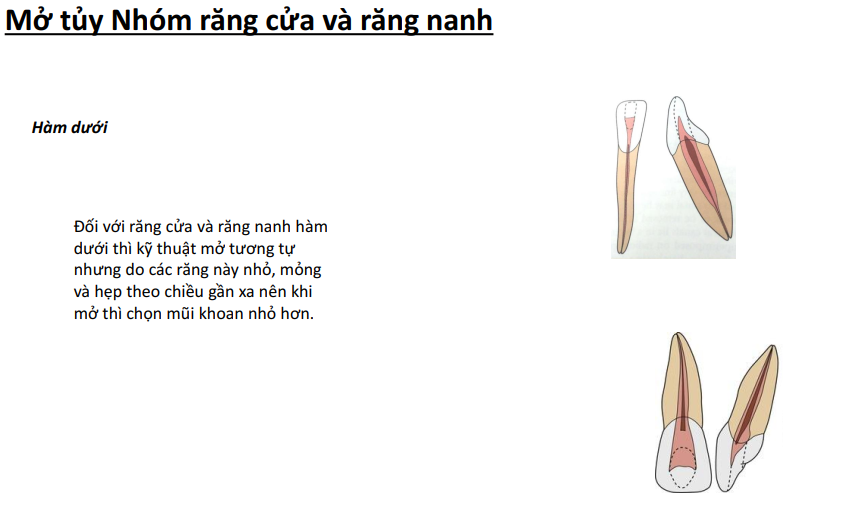 Mở tủy Nhóm răng cửa và răng nanh
Hàm dưới
Đối với răng cửa và răng nanh hàm
dưới thì kỹ thuật mở tương tự
nhưng do các răng này nhỏ, mỏng
và hẹp theo chiều gần xa nên khi
mở thì chọn mũi khoan nhỏ hơn.